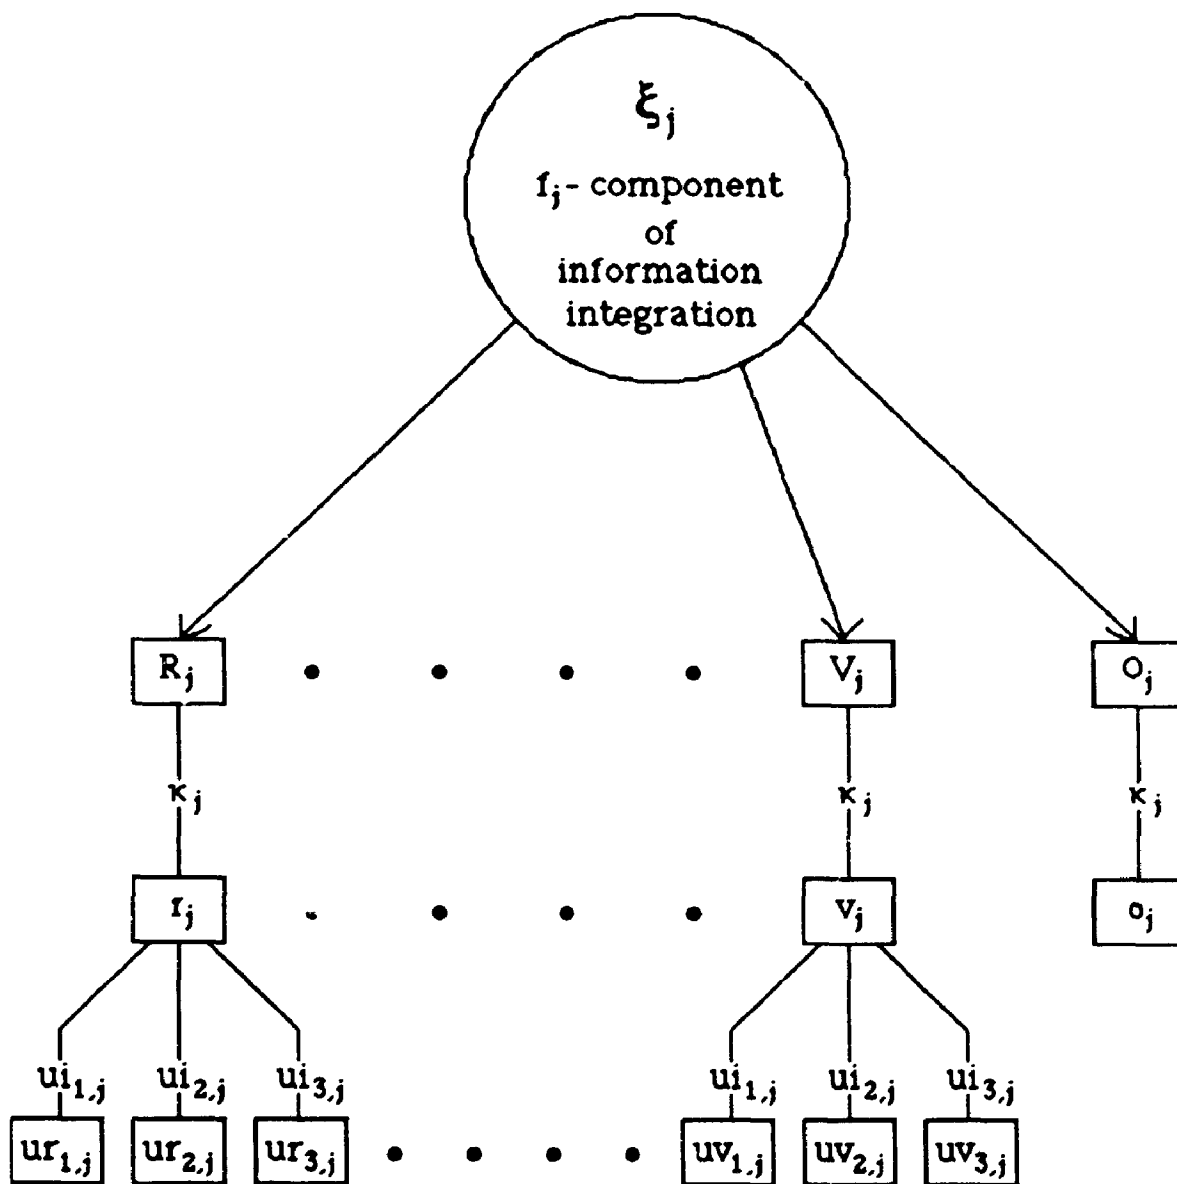 ξj
fj- component
of
information
integration
Rj Vj Oj
κj κj κj
rj vj oj
ui1,j ui2,j ui3,j ui1,j ui2,j ui3,j
ur1,j ur2,j ur3,j uv1,j uv2,j uv3,j